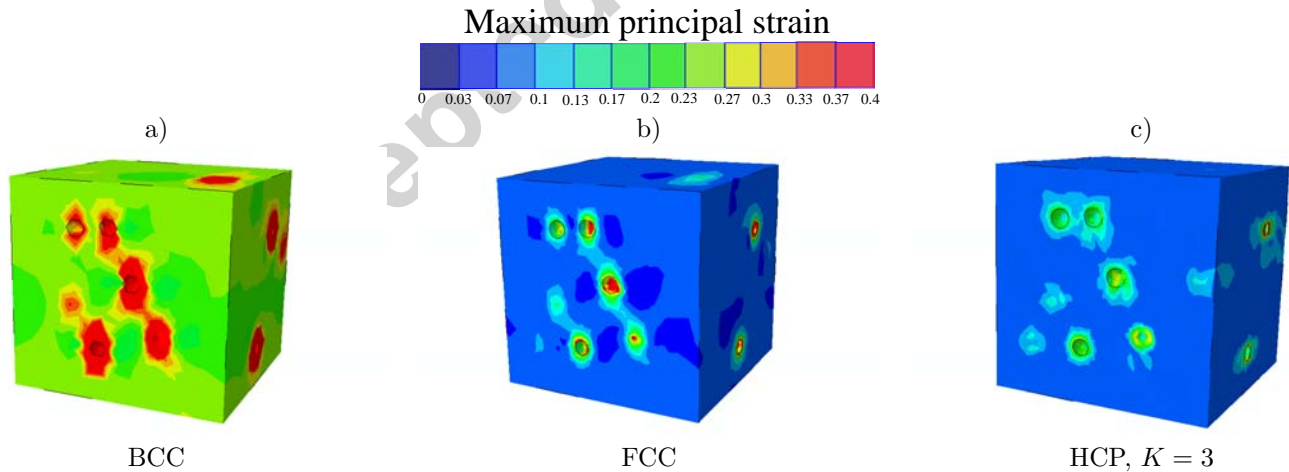 Maximum principal strain
0 0.03 0.07 0.1 0.13 0.17 0.2 0.23 0.27 0.3 0.33 0.37 0.4
a) b) c)
BCC FCC HCP, K = 3